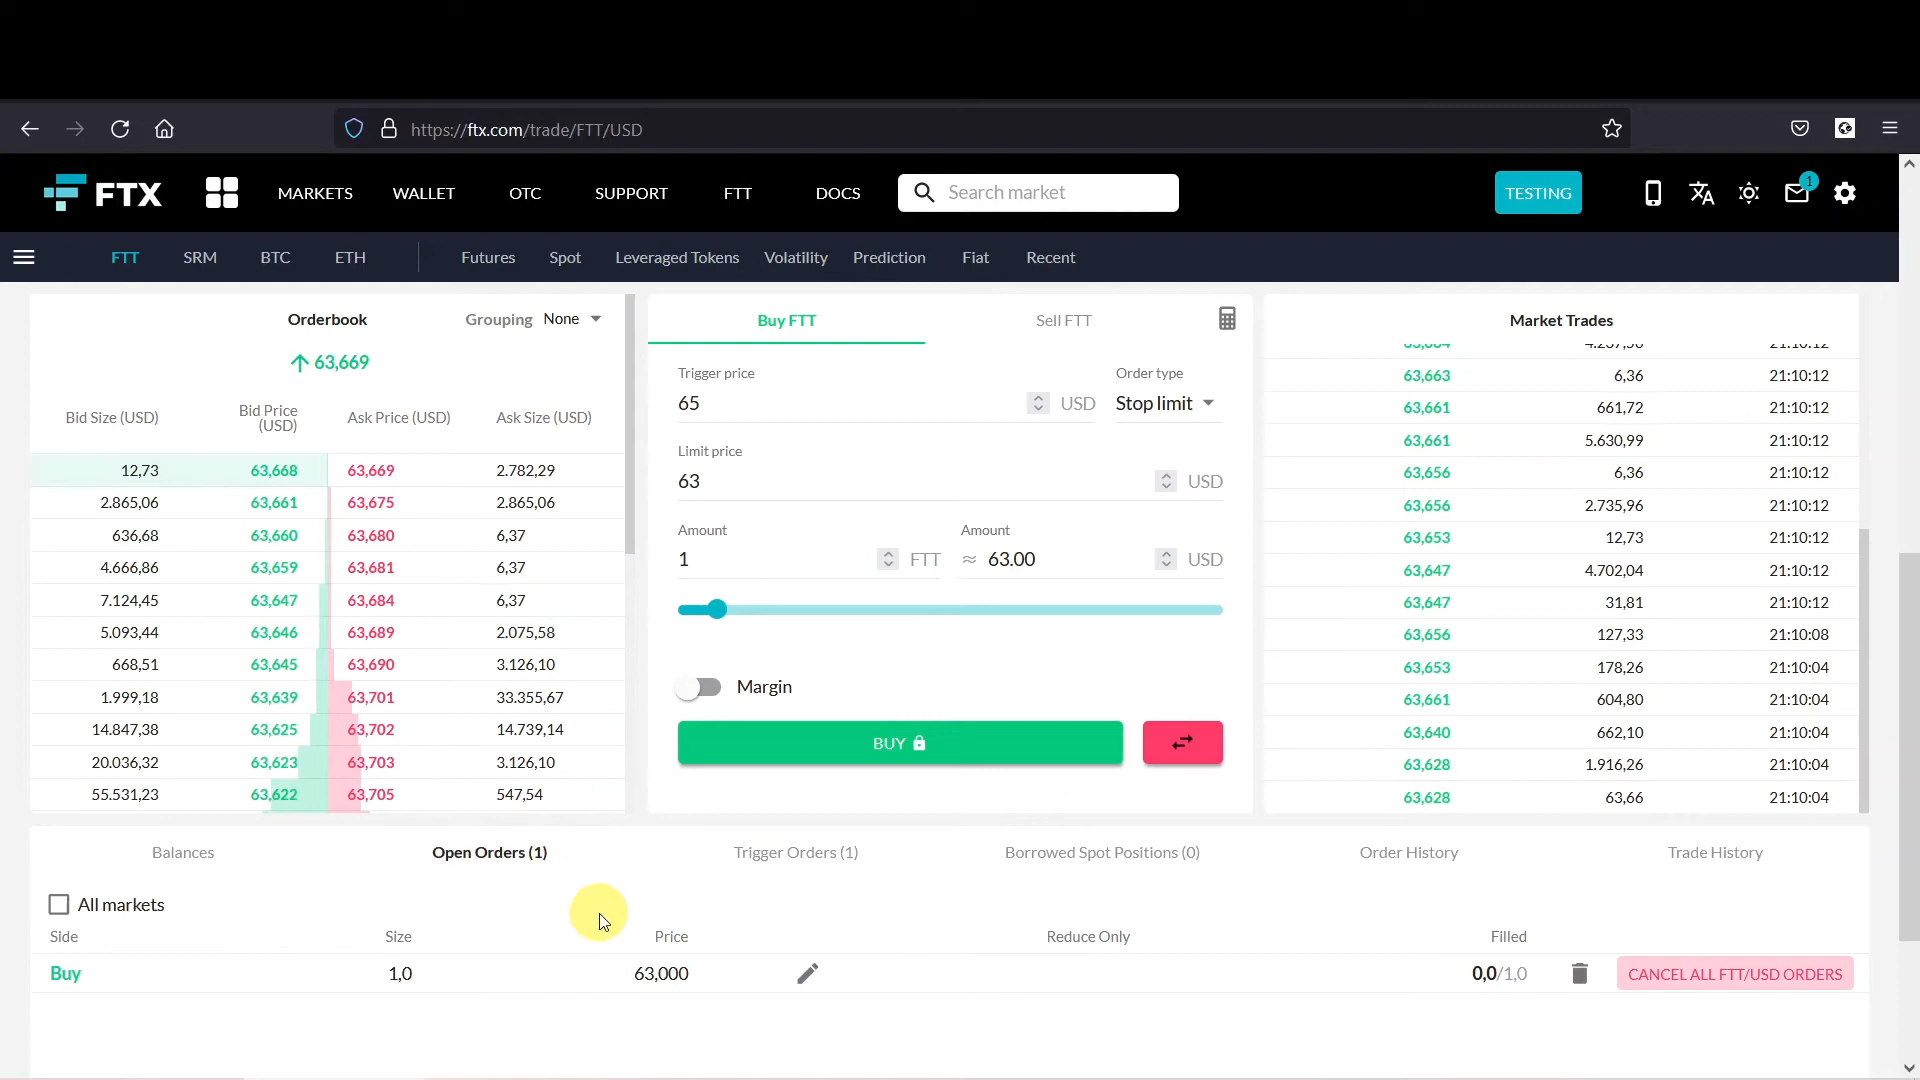 https://ftx.com/trade/FTT/USD
FTX
MARKETS
WALLET
OTC
SUPPORT
FTT
DOCS
Search market
TESTING
1
FTT
SRM
BTC
ETH
Futures
Spot
Leveraged Tokens
Volatility
Prediction
Fiat
Recent
Orderbook
Grouping None
63,669
Bid Size (USD)
Bid Price
(USD)
Ask Price (USD)
Ask Size (USD)
12,73 63,668 63,669 2.782,29
2.865,06 63,661 63,675 2.865,06
636,68 63,660 63,680 6,37
4.666,86 63,659 63,681 6,37
7.124,45 63,647 63,684 6,37
5.093,44 63,646 63,689 2.075,58
668,51 63,645 63,690 3.126,10
1.999,18 63,639 63,701 33.355,67
14.847,38 63,625 63,702 14.739,14
20.036,32 63,623 63,703 3.126,10
55.531,23 63,622 63,705 547,54
Buy FTT
Sell FTT
Trigger price
65 USD
Order type
Stop limit
Limit price
63 USD
Amount
1 FTT
Amount
≈ 63.00 USD
Margin
BUY
Market Trades
63,663 6,36 21:10:12
63,661 661,72 21:10:12
63,661 5.630,99 21:10:12
63,656 6,36 21:10:12
63,656 2.735,96 21:10:12
63,653 12,73 21:10:12
63,647 4.702,04 21:10:12
63,647 31,81 21:10:12
63,656 127,33 21:10:08
63,653 178,26 21:10:04
63,661 604,80 21:10:04
63,640 662,10 21:10:04
63,628 1.916,26 21:10:04
63,628 63,66 21:10:04
Balances
Open Orders (1)
Trigger Orders (1)
Borrowed Spot Positions (0)
Order History
Trade History
All markets
Side
Size
Price
Reduce Only
Filled
Buy
1,0
63,000
0,0/1,0
CANCEL ALL FTT/USD ORDERS